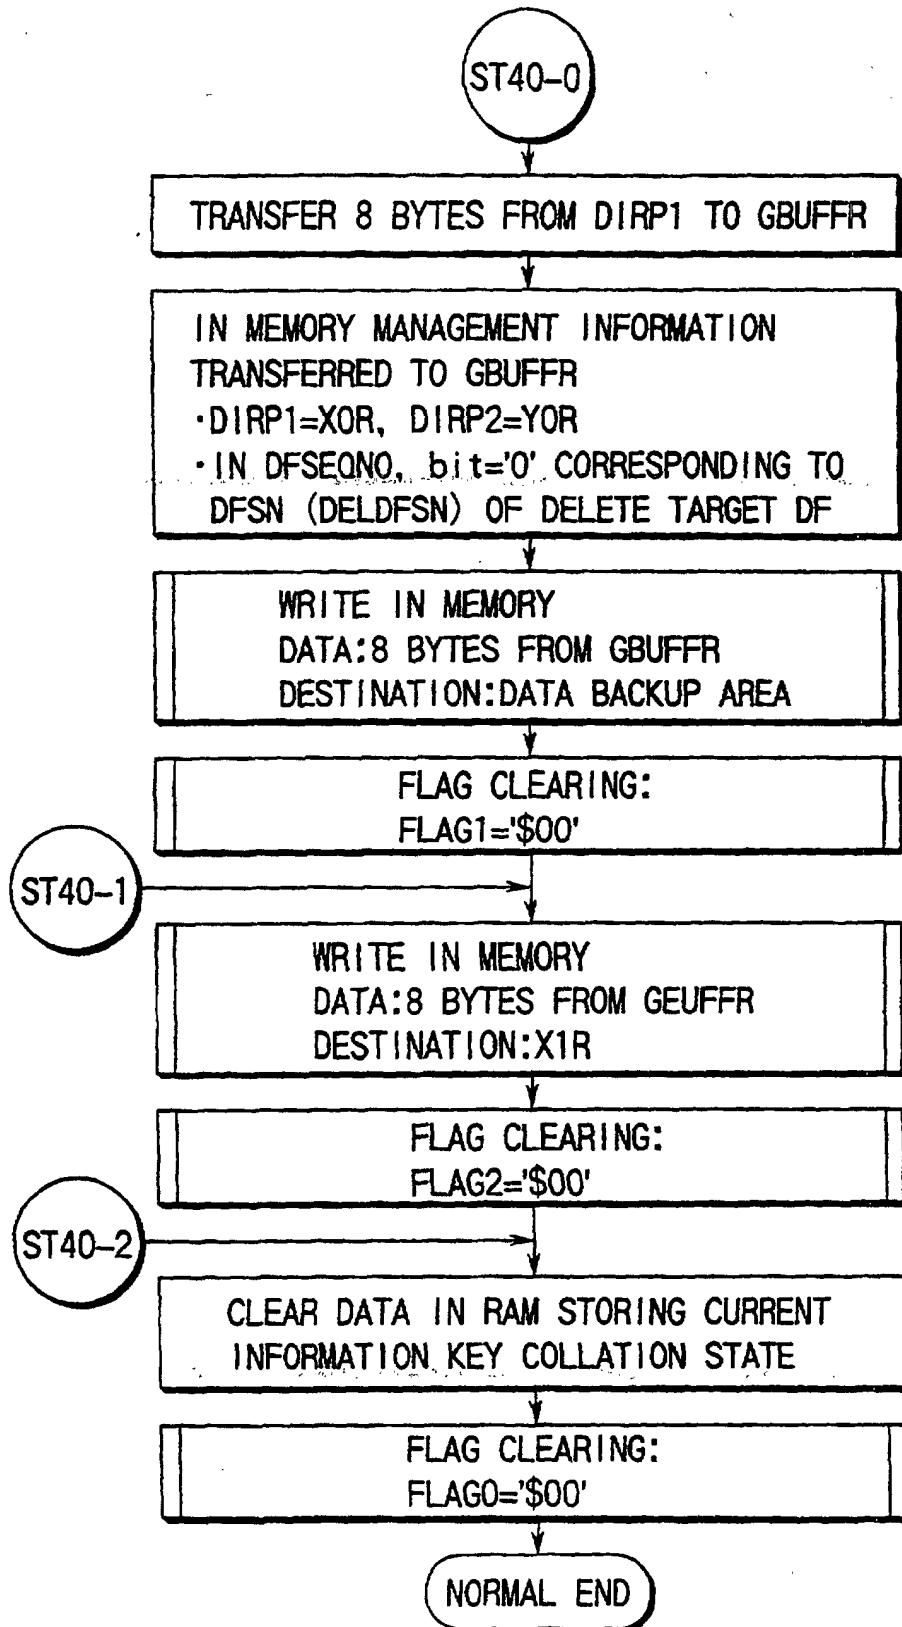 ST40-0
TRANSFER 8 BYTES FROM DIRP1 TO GBUFFR
IN MEMORY MANAGEMENT INFORMATION
TRANSFERRED TO GBUFFR
·DIRP1=X0R, DIRP2=Y0R
·IN DFSEQNO, bit='0' CORRESPONDING TO
DFSN (DELDFSN) OF DELETE TARGET DF
WRITE IN MEMORY
DATA:8 BYTES FROM GBUFFR
DESTINATION:DATA BACKUP AREA
FLAG CLEARING:
FLAG1='$00'
ST40-1
WRITE IN MEMORY
DATA:8 BYTES FROM GEUFFR
DESTINATION:X1R
FLAG CLEARING:
FLAG2='$00'
ST40-2
CLEAR DATA IN RAM STORING CURRENT
INFORMATION KEY COLLATION STATE
FLAG CLEARING:
FLAG0='$00'
NORMAL END